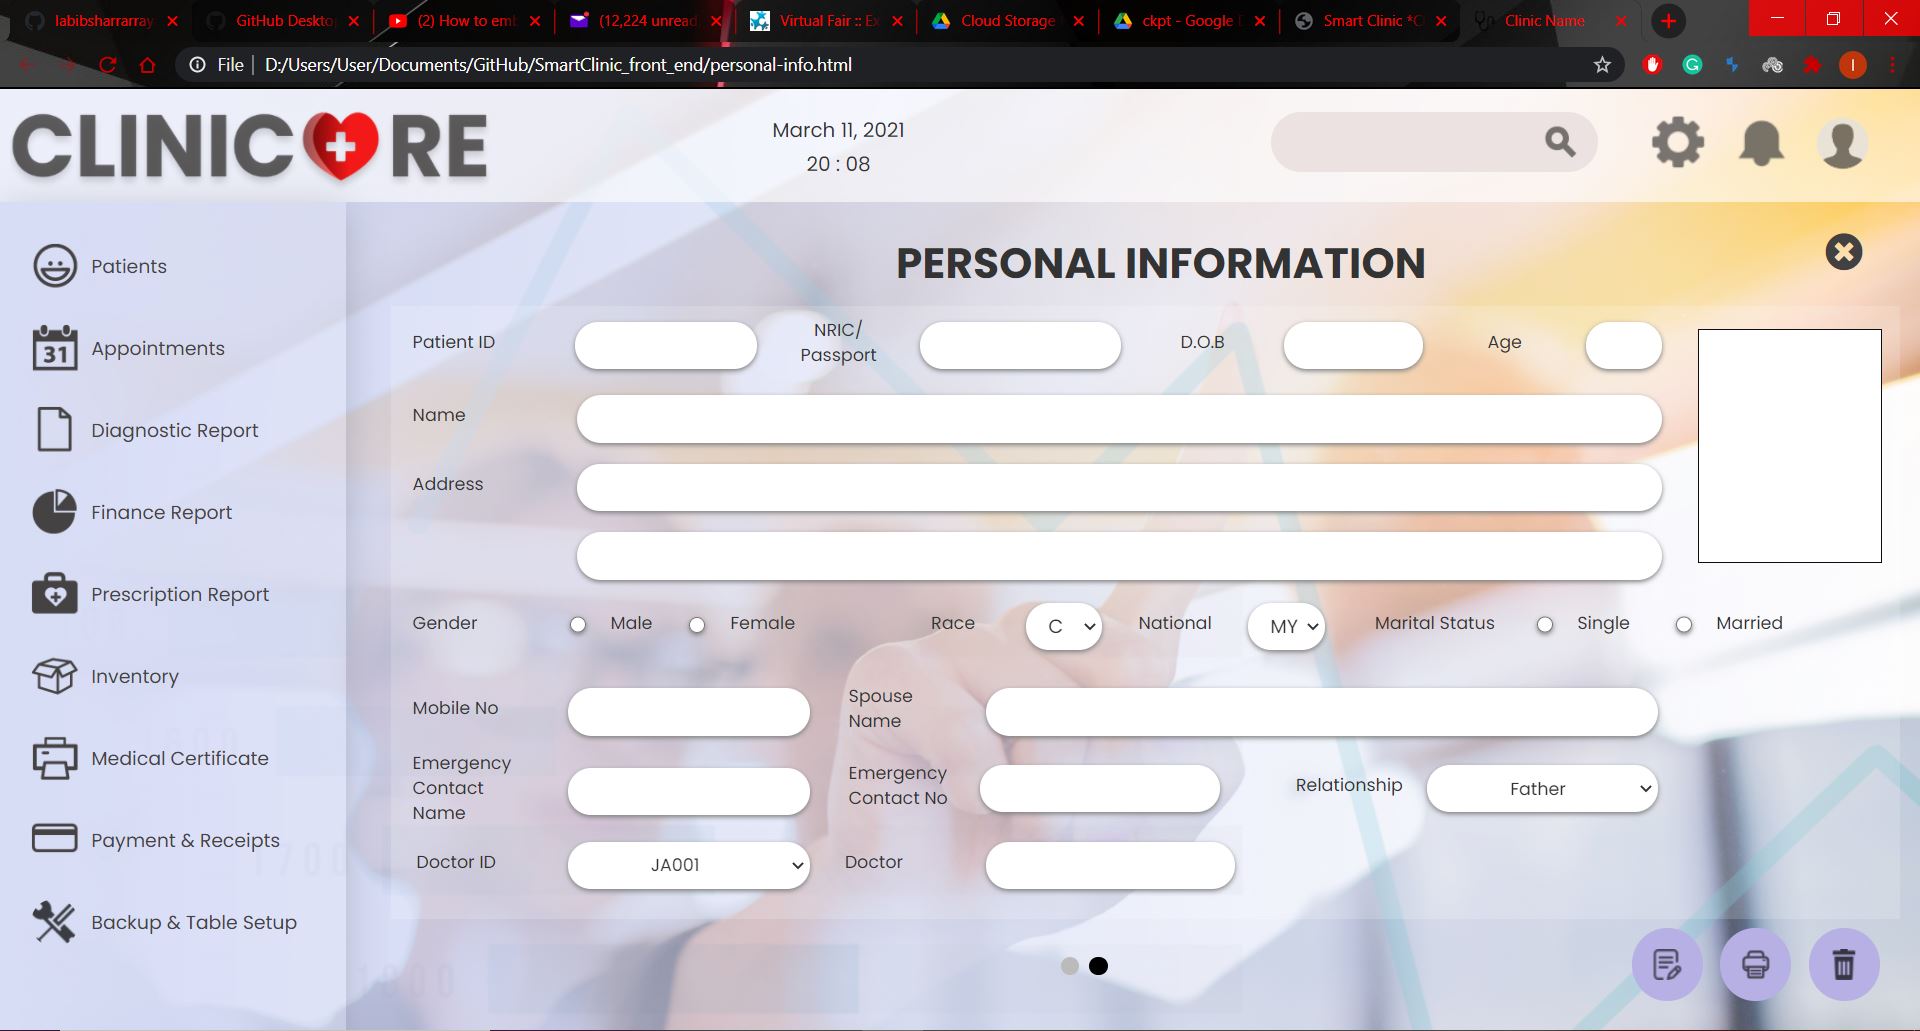 labibsharrarray
GitHub Deskto
(2) How to emb
(12,224 unread
Virtual Fair :: Ex
Cloud Storage
ckpt - Google D
Smart Clinic *C
Clinic Name
File
D:/Users/User/Documents/GitHub/SmartClinic_front_end/personal-info.html
CLINIC RE
March 11, 2021
20 : 08
Patients
31
Appointments
Diagnostic Report
Finance Report
Prescription Report
Inventory
Medical Certificate
Payment & Receipts
Backup & Table Setup
PERSONAL INFORMATION
Patient ID
NRIC/
Passport
D.O.B
Age
Name
Address
Gender
Male
Female
Race
C
National
MY
Marital Status
Single
Married
Mobile No
Spouse
Name
Emergency
Contact
Name
Emergency
Contact No
Relationship
Father
Doctor ID
JA001
Doctor